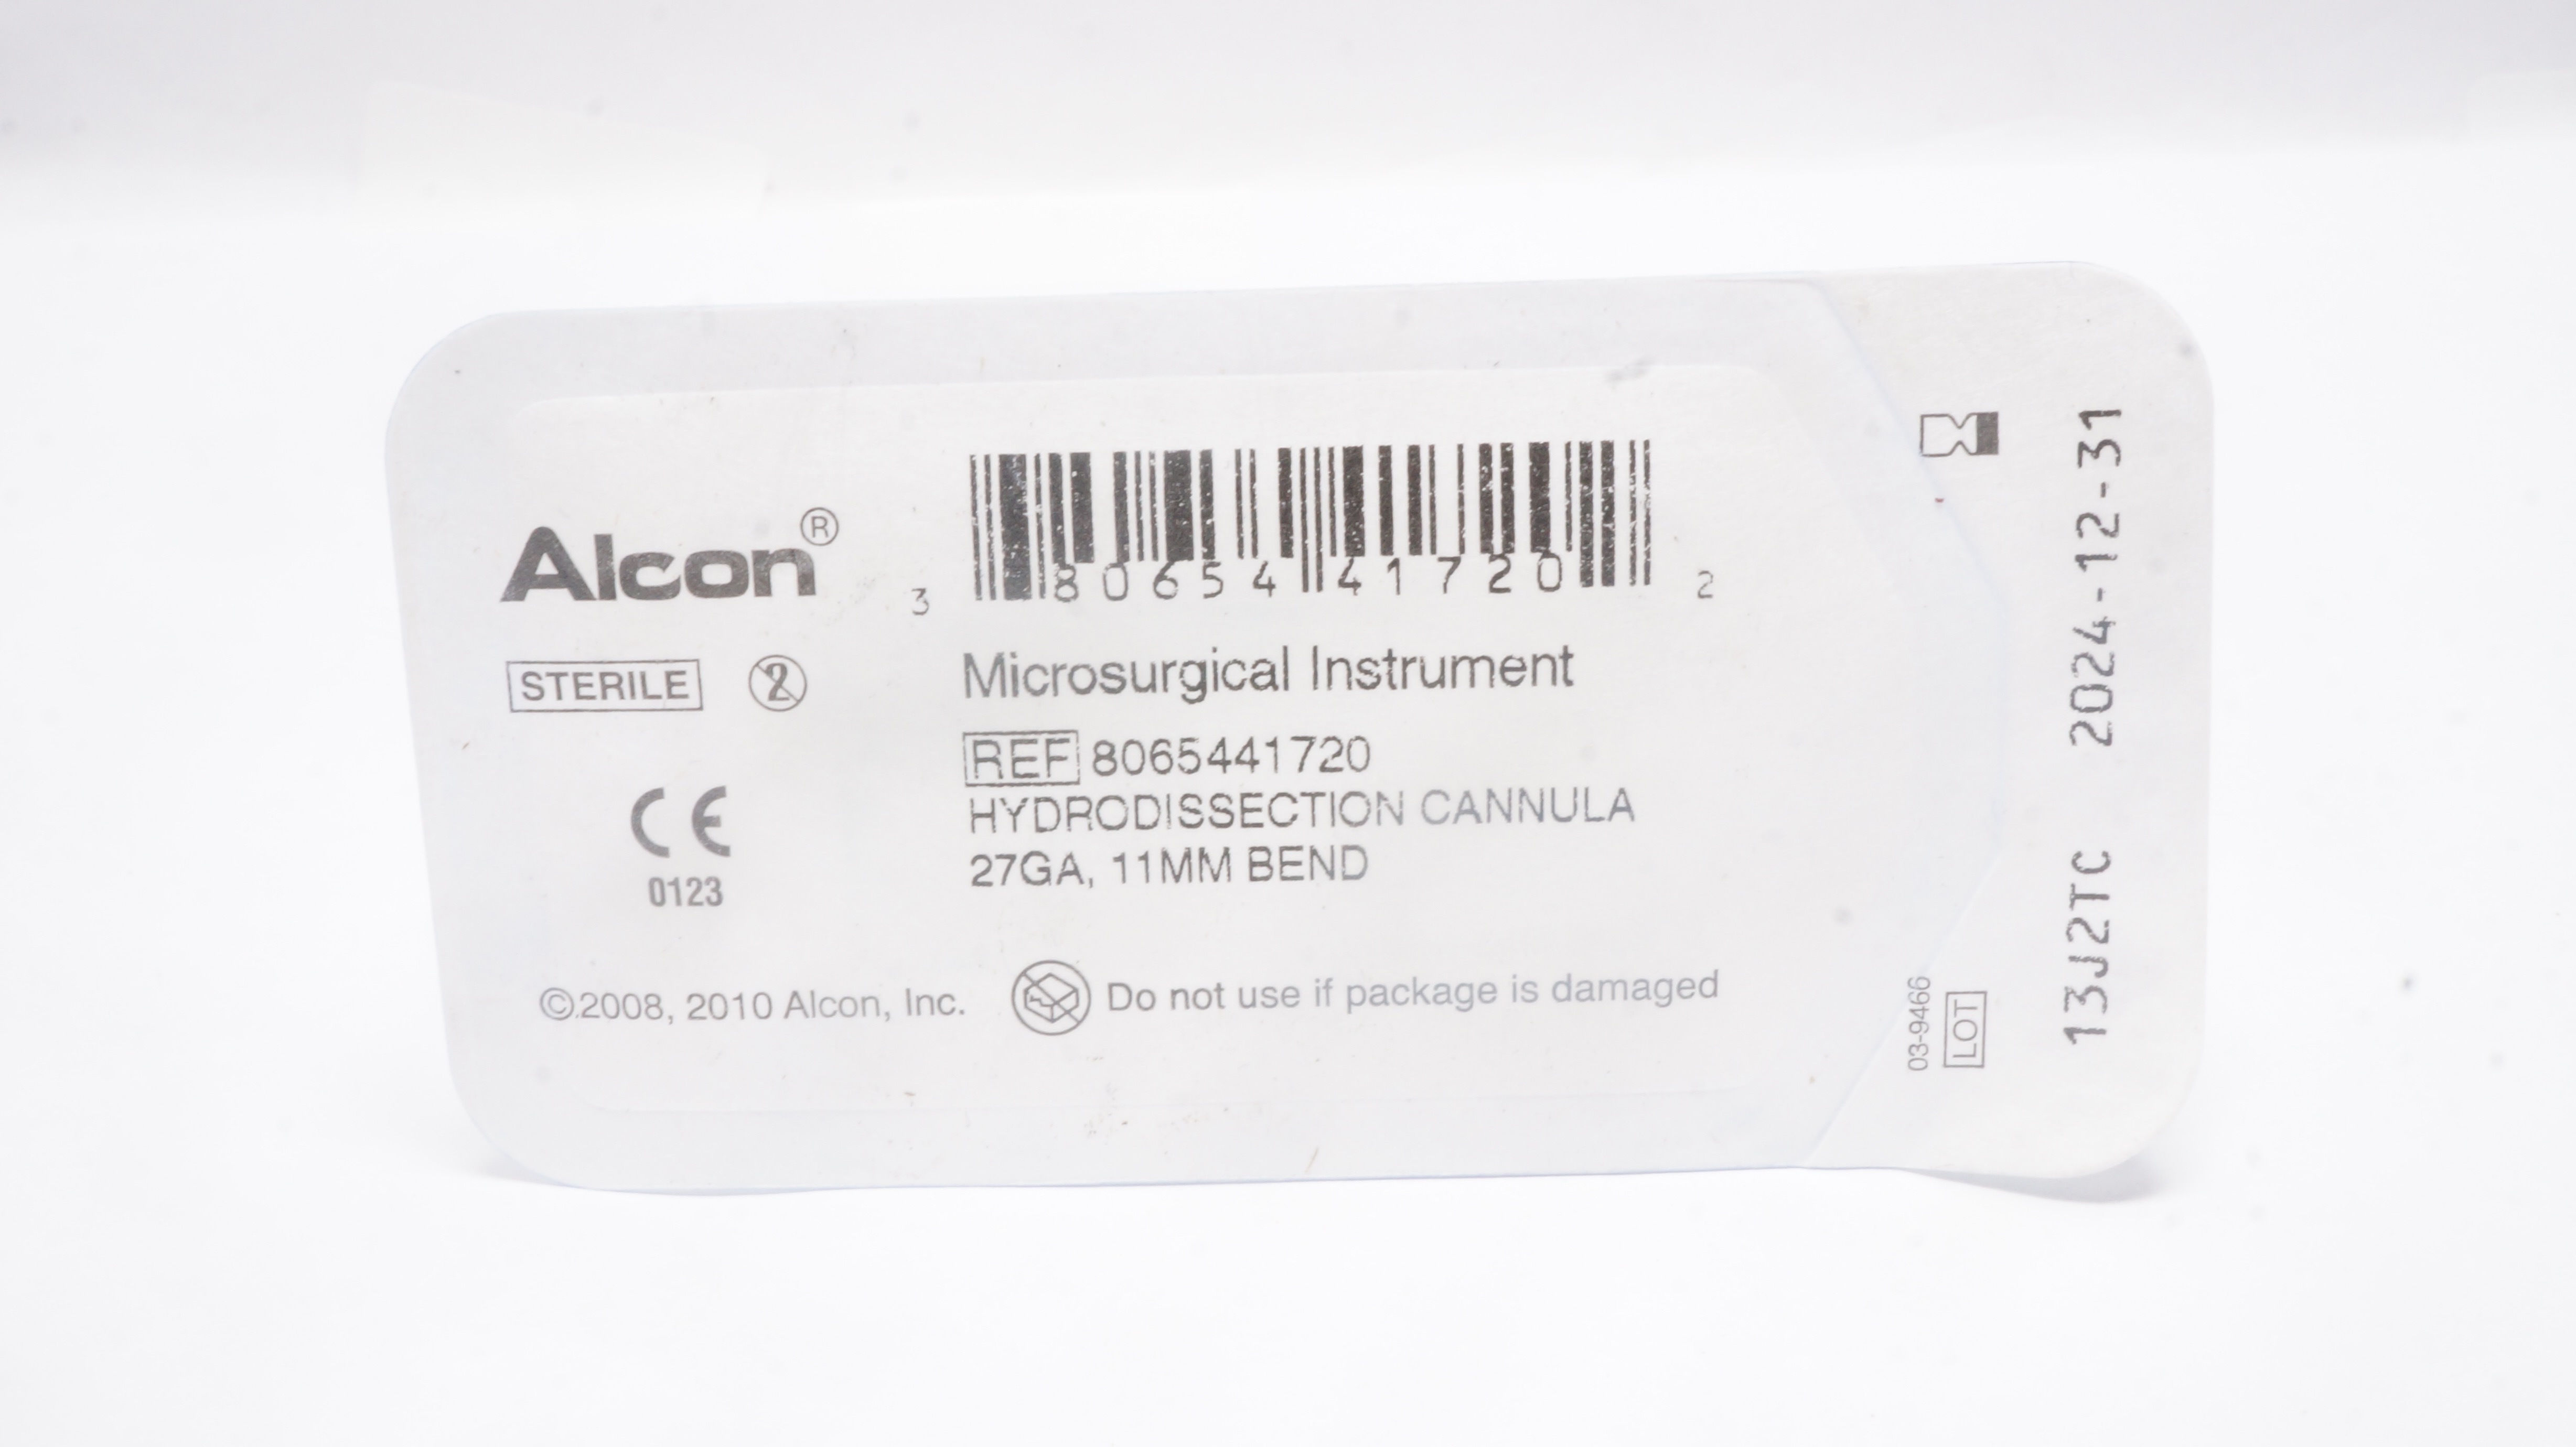 Alcon®
3 80654 41720 2
STERILE 2
Microsurgical Instrument
REF 8065441720
HYDRODISSECTION CANNULA
27GA, 11MM BEND
CE
0123
©2008, 2010 Alcon, Inc. Do not use if package is damaged
03-9466
LOT
13J2TC 2024-12-31